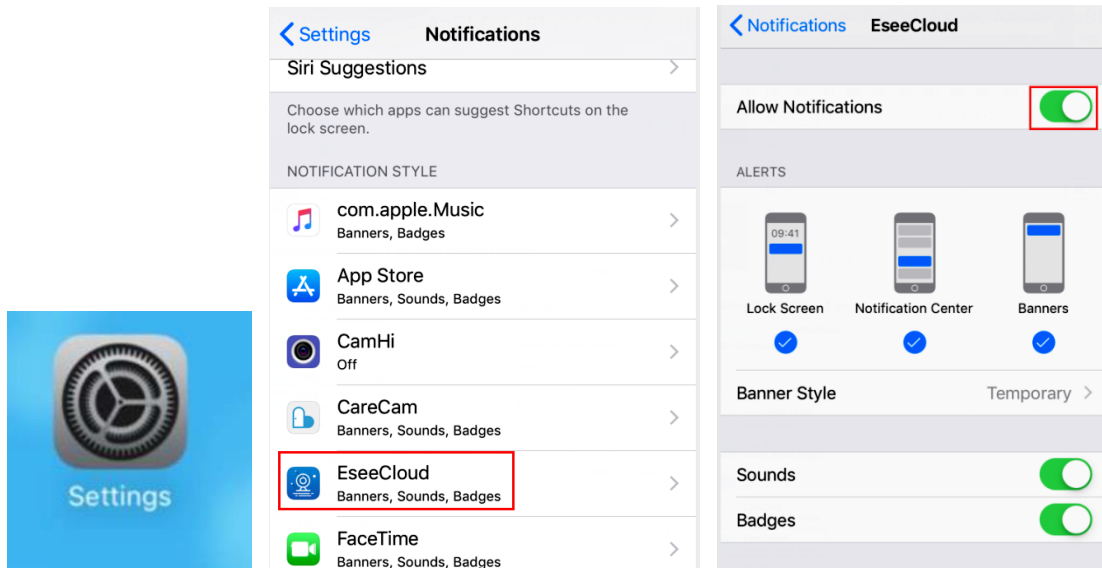 Settings
Settings
Notifications
Siri Suggestions
Choose which apps can suggest Shortcuts on the
lock screen.
NOTIFICATION STYLE
com.apple.Music
Banners, Badges
App Store
Banners, Sounds, Badges
CamHi
Off
CareCam
Banners, Sounds, Badges
EseeCloud
Banners, Sounds, Badges
FaceTime
Banners, Sounds, Badges
Notifications
EseeCloud
Allow Notifications
ALERTS
09:41
Lock Screen
Notification Center
Banners
Banner Style
Temporary
Sounds
Badges